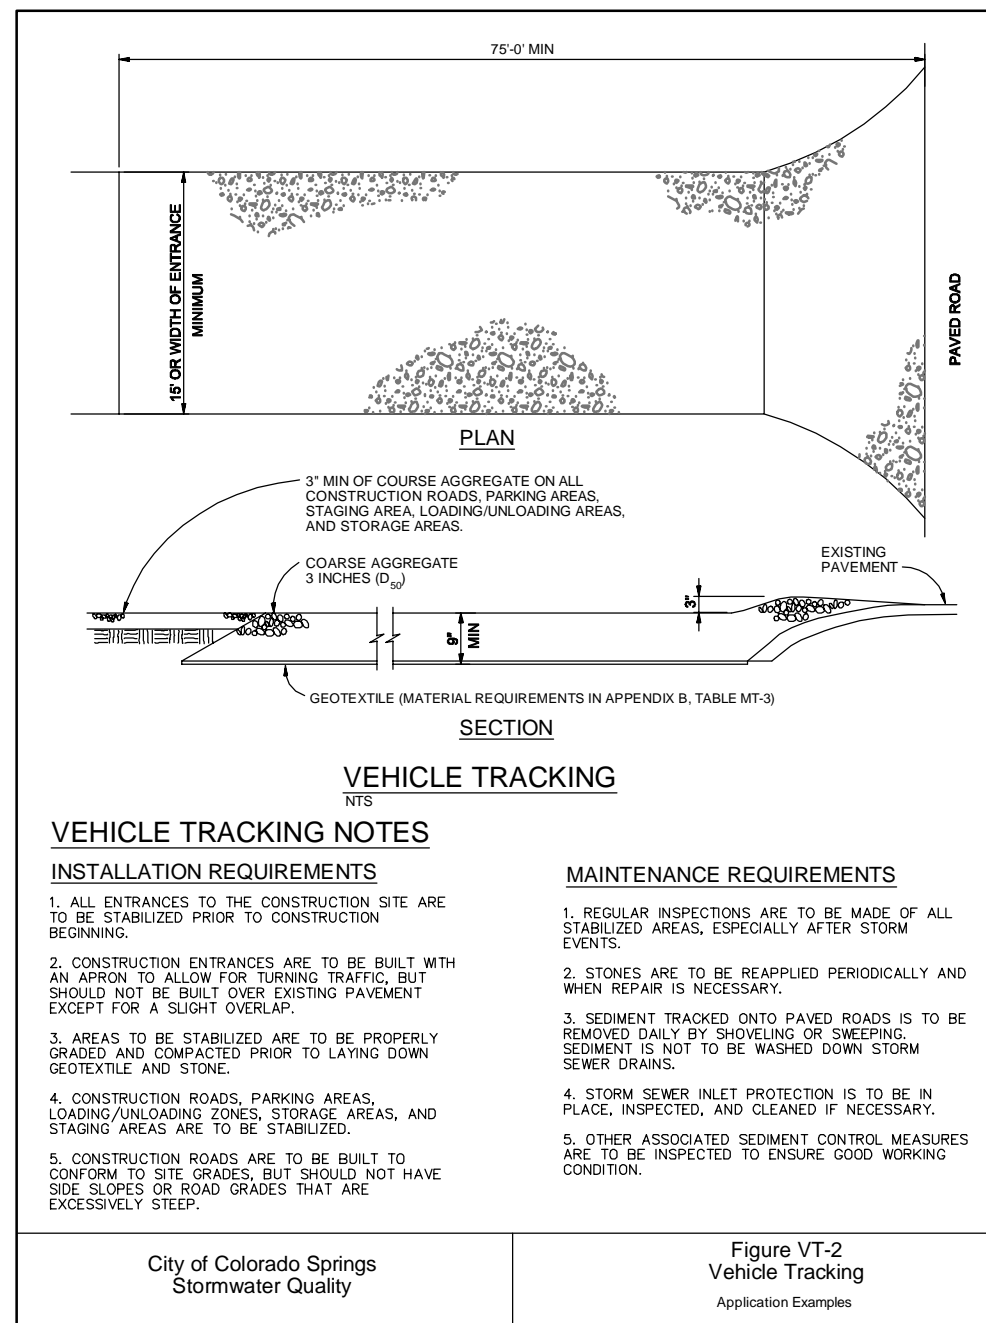 75'-0' MIN
15' OR WIDTH OF ENTRANCE
MINIMUM
PAVED ROAD
PLAN
3" MIN OF COURSE AGGREGATE ON ALL
CONSTRUCTION ROADS, PARKING AREAS,
STAGING AREA, LOADING/UNLOADING AREAS,
AND STORAGE AREAS.
COARSE AGGREGATE
3 INCHES (D50)
EXISTING
PAVEMENT
3"
9"
MIN
GEOTEXTILE (MATERIAL REQUIREMENTS IN APPENDIX B, TABLE MT-3)
SECTION
VEHICLE TRACKING
NTS
VEHICLE TRACKING NOTES
INSTALLATION REQUIREMENTS
1. ALL ENTRANCES TO THE CONSTRUCTION SITE ARE
TO BE STABILIZED PRIOR TO CONSTRUCTION
BEGINNING.
2. CONSTRUCTION ENTRANCES ARE TO BE BUILT WITH
AN APRON TO ALLOW FOR TURNING TRAFFIC, BUT
SHOULD NOT BE BUILT OVER EXISTING PAVEMENT
EXCEPT FOR A SLIGHT OVERLAP.
3. AREAS TO BE STABILIZED ARE TO BE PROPERLY
GRADED AND COMPACTED PRIOR TO LAYING DOWN
GEOTEXTILE AND STONE.
4. CONSTRUCTION ROADS, PARKING AREAS,
LOADING/UNLOADING ZONES, STORAGE AREAS, AND
STAGING AREAS ARE TO BE STABILIZED.
5. CONSTRUCTION ROADS ARE TO BE BUILT TO
CONFORM TO SITE GRADES, BUT SHOULD NOT HAVE
SIDE SLOPES OR ROAD GRADES THAT ARE
EXCESSIVELY STEEP.
MAINTENANCE REQUIREMENTS
1. REGULAR INSPECTIONS ARE TO BE MADE OF ALL
STABILIZED AREAS, ESPECIALLY AFTER STORM
EVENTS.
2. STONES ARE TO BE REAPPLIED PERIODICALLY AND
WHEN REPAIR IS NECESSARY.
3. SEDIMENT TRACKED ONTO PAVED ROADS IS TO BE
REMOVED DAILY BY SHOVELING OR SWEEPING.
SEDIMENT IS NOT TO BE WASHED DOWN STORM
SEWER DRAINS.
4. STORM SEWER INLET PROTECTION IS TO BE IN
PLACE, INSPECTED, AND CLEANED IF NECESSARY.
5. OTHER ASSOCIATED SEDIMENT CONTROL MEASURES
ARE TO BE INSPECTED TO ENSURE GOOD WORKING
CONDITION.
City of Colorado Springs
Stormwater Quality
Figure VT-2
Vehicle Tracking
Application Examples